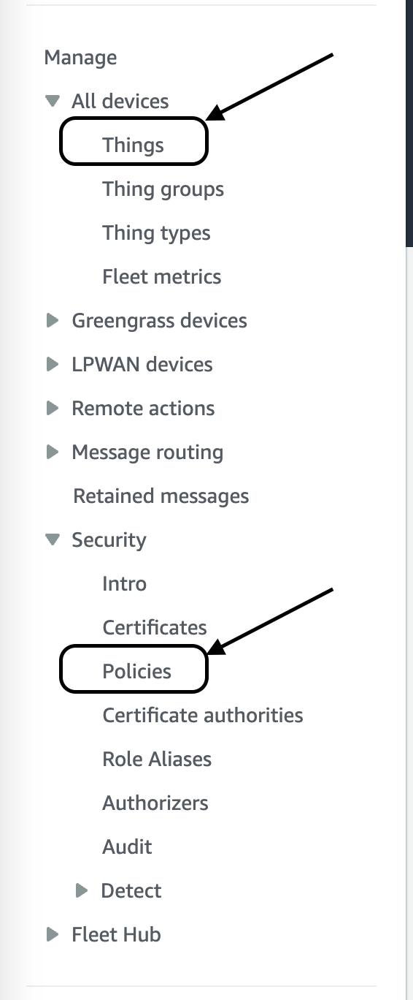 Manage
All devices
Things
Thing groups
Thing types
Fleet metrics
Greengrass devices
LPWAN devices
Remote actions
Message routing
Retained messages
Security
Intro
Certificates
Policies
Certificate authorities
Role Aliases
Authorizers
Audit
Detect
Fleet Hub